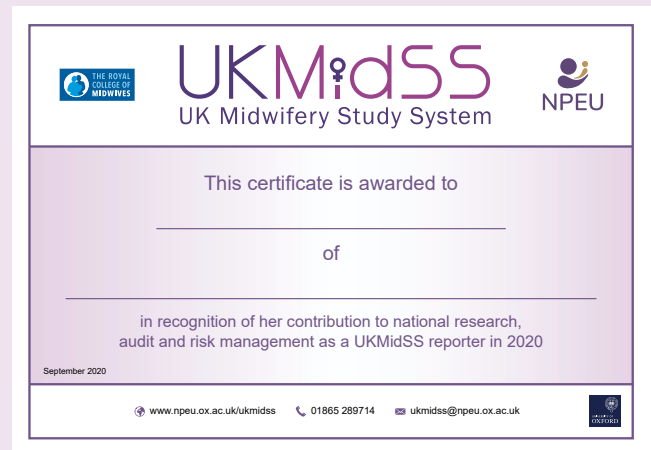 THE ROYAL
COLLEGE OF
MIDWIVES
UKMidSS
UK Midwifery Study System
NPEU
This certificate is awarded to
of
in recognition of her contribution to national research,
audit and risk management as a UKMidSS reporter in 2020
September 2020
www.npeu.ox.ac.uk/ukmidss 01865 289714 ukmidss@npeu.ox.ac.uk
UNIVERSITY OF
OXFORD